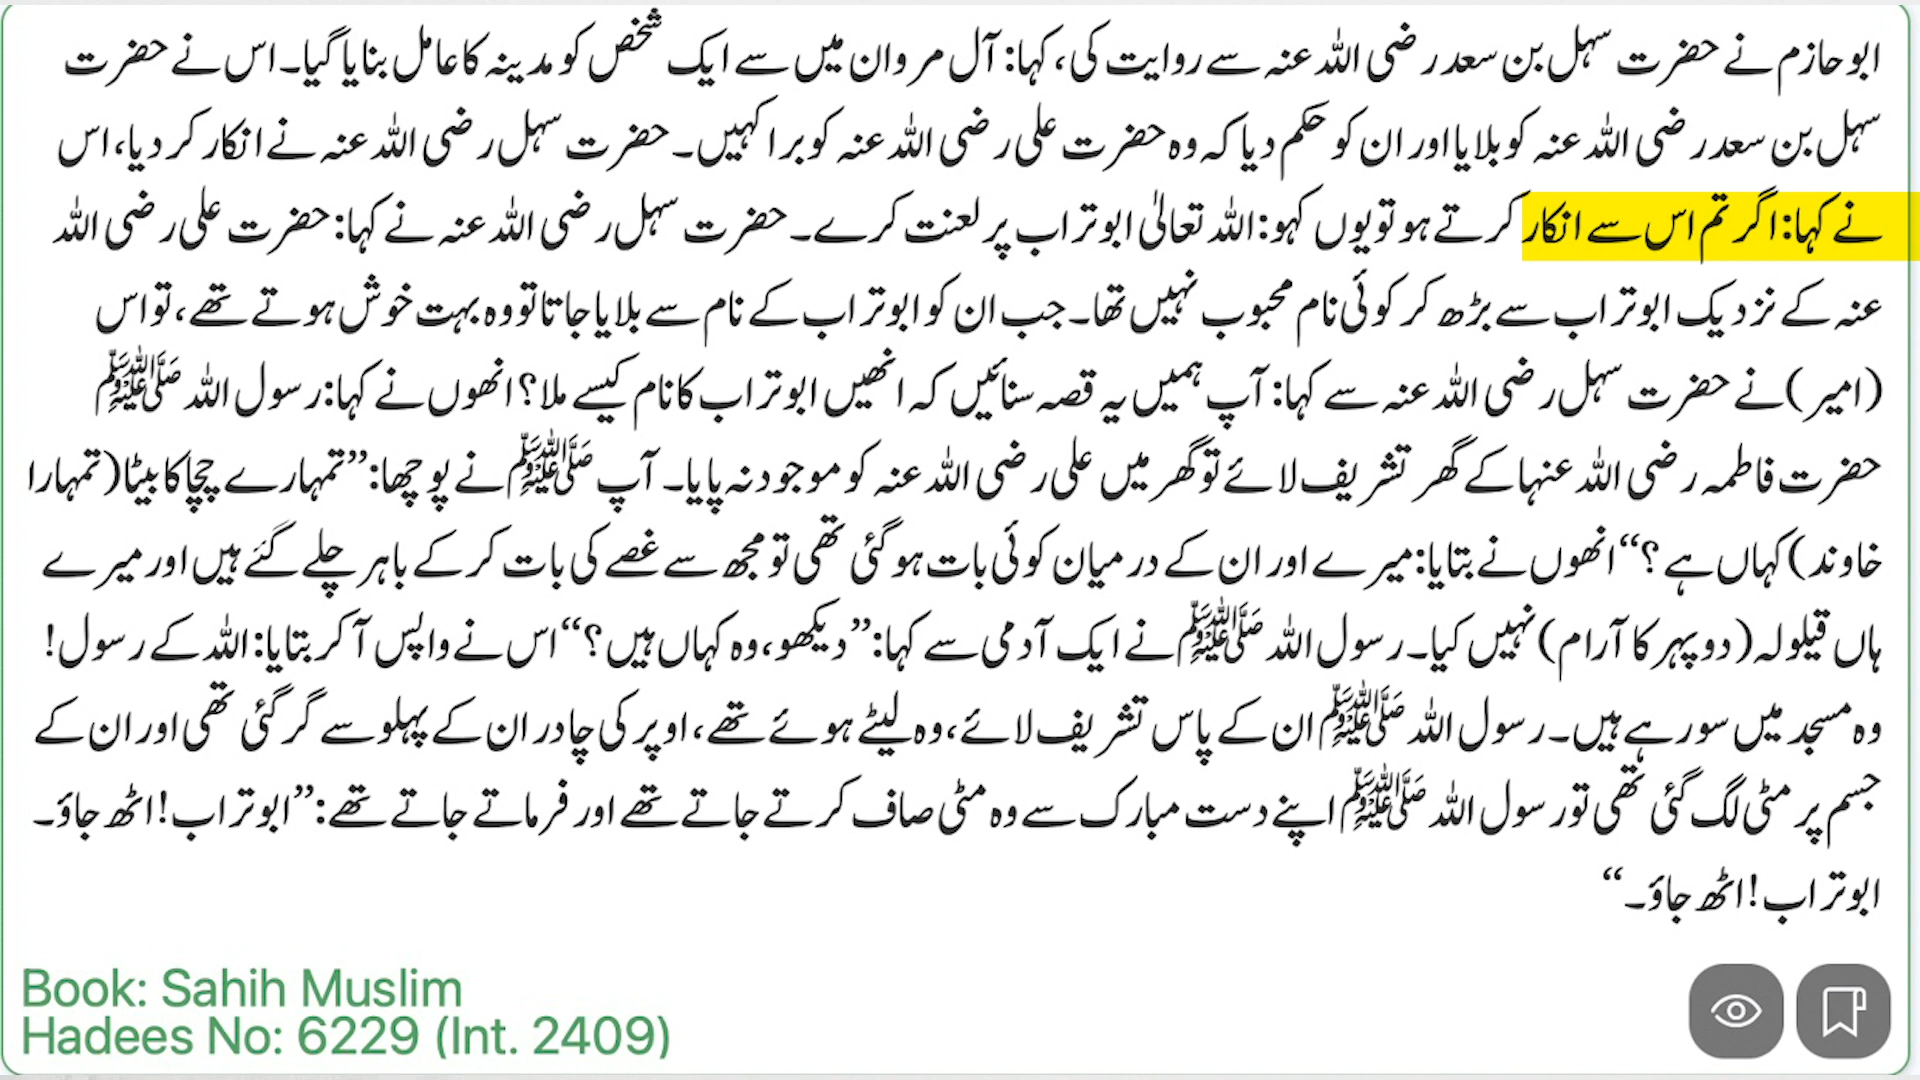 ابو حازم نے حضرت سہل بن سعد رضی اللہ عنہ سے روایت کی، کہا: آل مروان میں سے ایک شخص کو مدینہ کا عامل بنایا گیا۔ اس نے حضرت
سہل بن سعد رضی اللہ عنہ کو بلایا اور ان کو حکم دیا کہ وہ حضرت علی رضی اللہ عنہ کو برا کہیں۔ حضرت سہل رضی اللہ عنہ نے انکار کر دیا، اس
نے کہا: اگر تم اس سے انکار کرتے ہو تو یوں کہو: اللہ تعالیٰ ابوتراب پر لعنت کرے۔ حضرت سہل رضی اللہ عنہ نے کہا: حضرت علی رضی اللہ
عنہ کے نزدیک ابوتراب سے بڑھ کر کوئی نام محبوب نہیں تھا۔ جب ان کو ابوتراب کے نام سے بلایا جاتا تو وہ بہت خوش ہوتے تھے، تو اس
(امیر) نے حضرت سہل رضی اللہ عنہ سے کہا: آپ ہمیں یہ قصہ سنائیں کہ انھیں ابوتراب کا نام کیسے ملا؟ انھوں نے کہا: رسول اللہ ﷺ
حضرت فاطمہ رضی اللہ عنہا کے گھر تشریف لائے تو گھر میں علی رضی اللہ عنہ کو موجود نہ پایا۔ آپ ﷺ نے پوچھا: ”تمہارے چچا کا بیٹا (تمہارا
خاوند) کہاں ہے؟“ انھوں نے بتایا: میرے اور ان کے درمیان کوئی بات ہو گئی تھی تو مجھ سے غصے کی بات کر کے باہر چلے گئے ہیں اور میرے
ہاں قیلولہ (دوپہر کا آرام) نہیں کیا۔ رسول اللہ ﷺ نے ایک آدمی سے کہا: ”دیکھو، وہ کہاں ہیں؟“ اس نے واپس آ کر بتایا: اللہ کے رسول!
وہ مسجد میں سو رہے ہیں۔ رسول اللہ ﷺ ان کے پاس تشریف لائے، وہ لیٹے ہوئے تھے، اوپر کی چادر ان کے پہلو سے گر گئی تھی اور ان کے
جسم پر مٹی لگ گئی تھی تو رسول اللہ ﷺ اپنے دست مبارک سے وہ مٹی صاف کرتے جاتے تھے اور فرماتے جاتے تھے: ”ابوتراب! اٹھ جاؤ۔
ابوتراب! اٹھ جاؤ۔“
Book: Sahih Muslim
Hadees No: 6229 (Int. 2409)